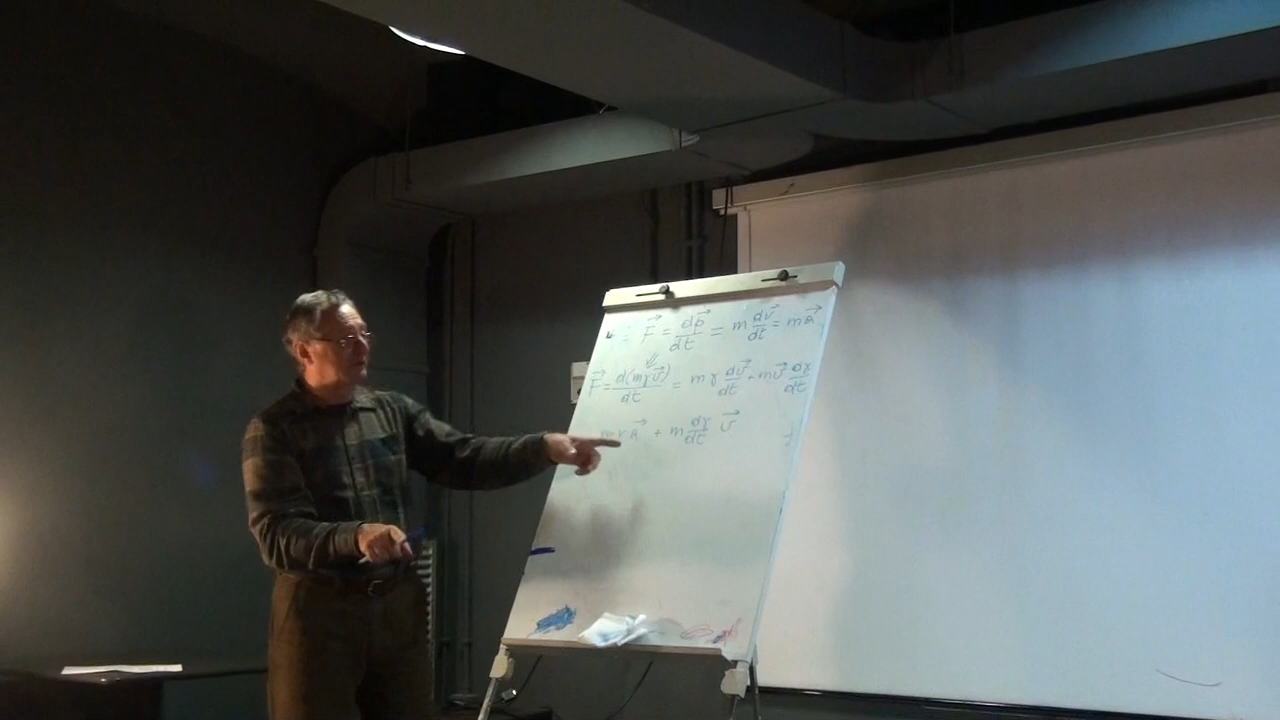 F⃗ = dp⃗/dt = m dv⃗/dt = ma⃗
F⃗ = d(mγv⃗)/dt = mγ dv⃗/dt + mv⃗ dγ/dt
mγa⃗ + m dγ/dt v⃗